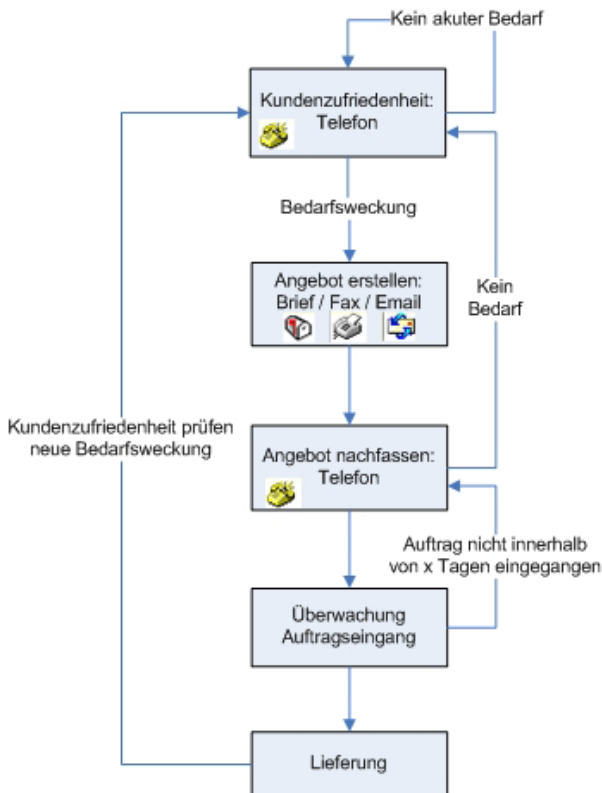 Kein akuter Bedarf
Kundenzufriedenheit:
Telefon
Bedarfsweckung
Angebot erstellen:
Brief / Fax / Email
Kein
Bedarf
Kundenzufriedenheit prüfen
neue Bedarfsweckung
Angebot nachfassen:
Telefon
Auftrag nicht innerhalb
von x Tagen eingegangen
Überwachung
Auftragseingang
Lieferung